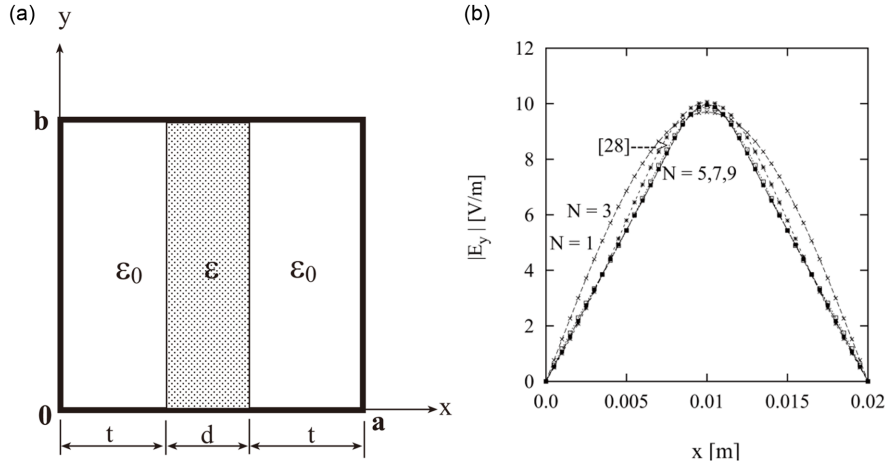 (a)
y
b
ε₀
ε
ε₀
0
a
x
t
d
t
(b)
12
10
8
6
4
2
0
|E_y| [V/m]
[28]
N = 5,7,9
N = 3
N = 1
0.0
0.005
0.01
0.015
0.02
x [m]